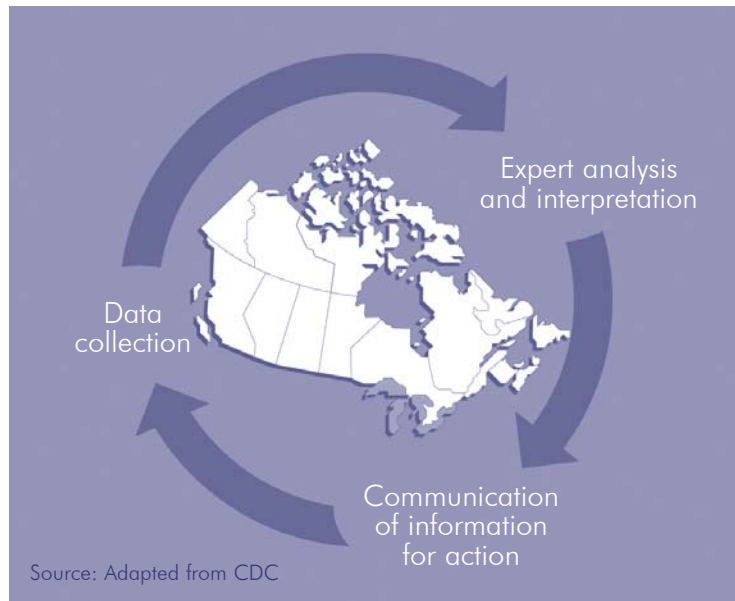 Expert analysis
and interpretation
Data
collection
Communication
of information
for action
Source: Adapted from CDC